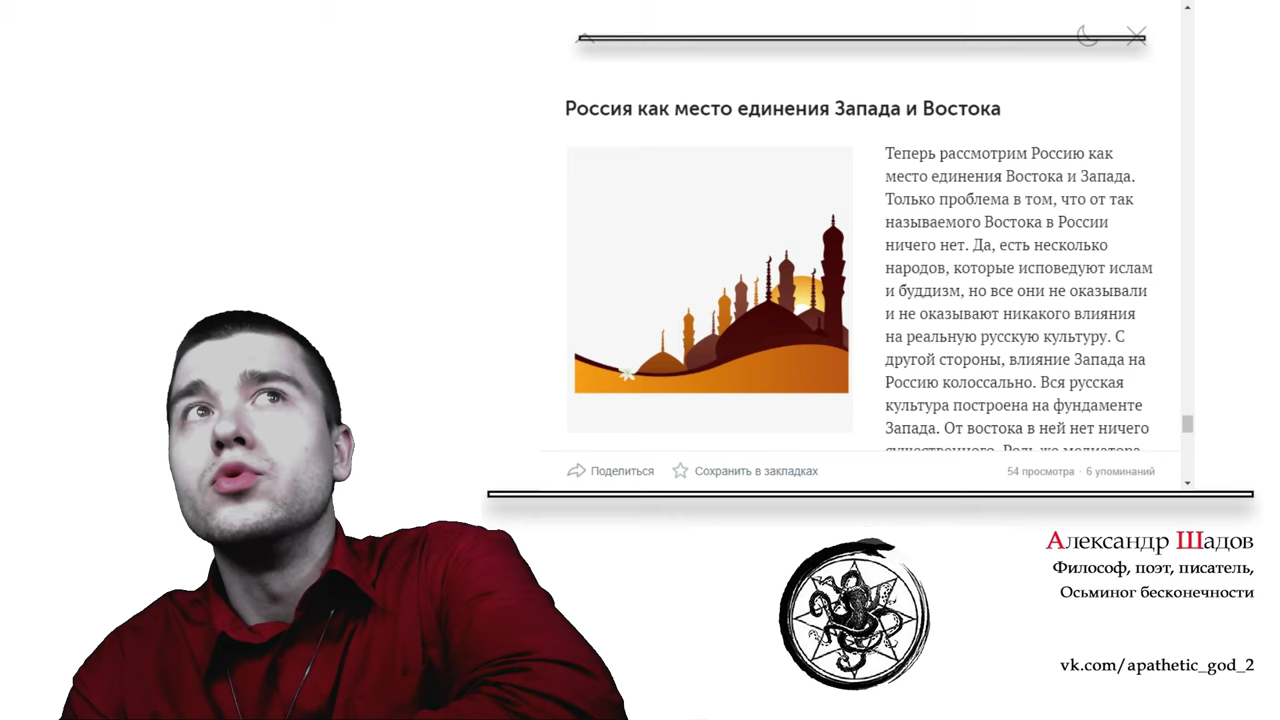 Россия как место единения Запада и Востока
Теперь рассмотрим Россию как
место единения Востока и Запада.
Только проблема в том, что от так
называемого Востока в России
ничего нет. Да, есть несколько
народов, которые исповедуют ислам
и буддизм, но все они не оказывали
и не оказывают никакого влияния
на реальную русскую культуру. С
другой стороны, влияние Запада на
Россию колоссально. Вся русская
культура построена на фундаменте
Запада. От востока в ней нет ничего
Поделиться
Сохранить в закладках
54 просмотра · 6 упоминаний
Александр Шадов
Философ, поэт, писатель,
Осьминог бесконечности
vk.com/apathetic_god_2